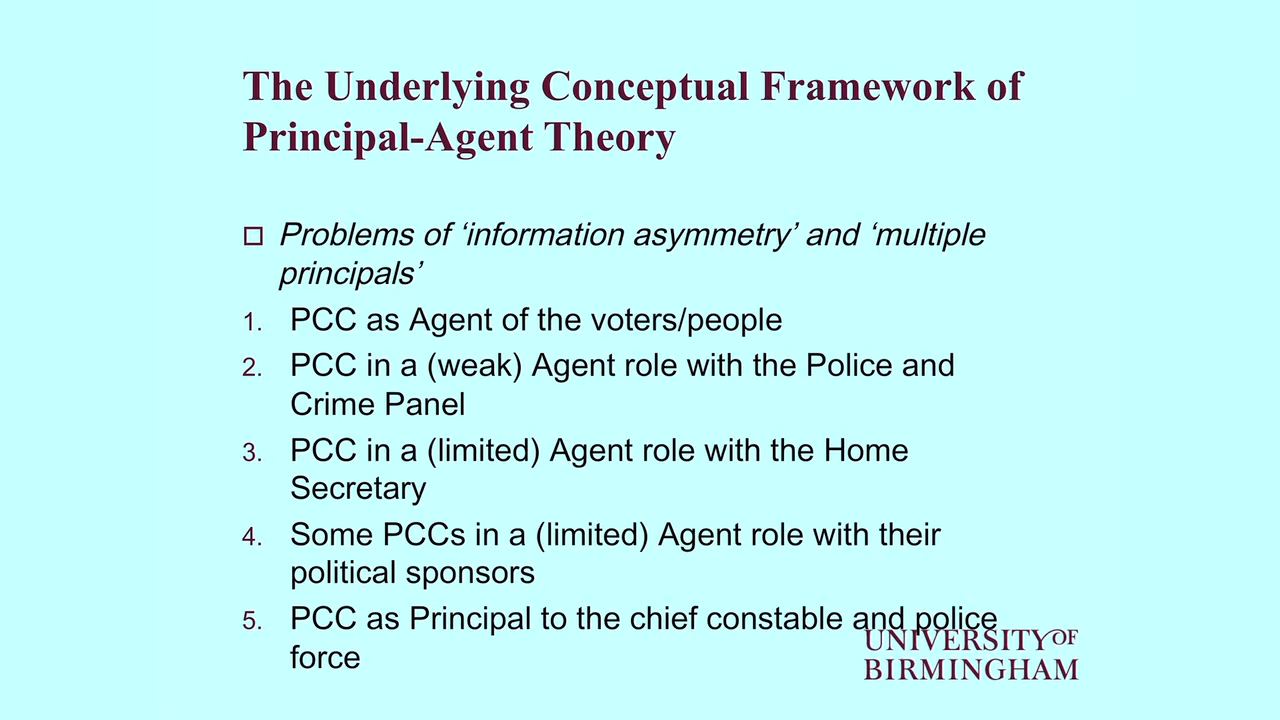 The Underlying Conceptual Framework of
Principal-Agent Theory
Problems of ‘information asymmetry’ and ‘multiple
principals’
1. PCC as Agent of the voters/people
2. PCC in a (weak) Agent role with the Police and
Crime Panel
3. PCC in a (limited) Agent role with the Home
Secretary
4. Some PCCs in a (limited) Agent role with their
political sponsors
5. PCC as Principal to the chief constable and police
force
UNIVERSITY OF
BIRMINGHAM